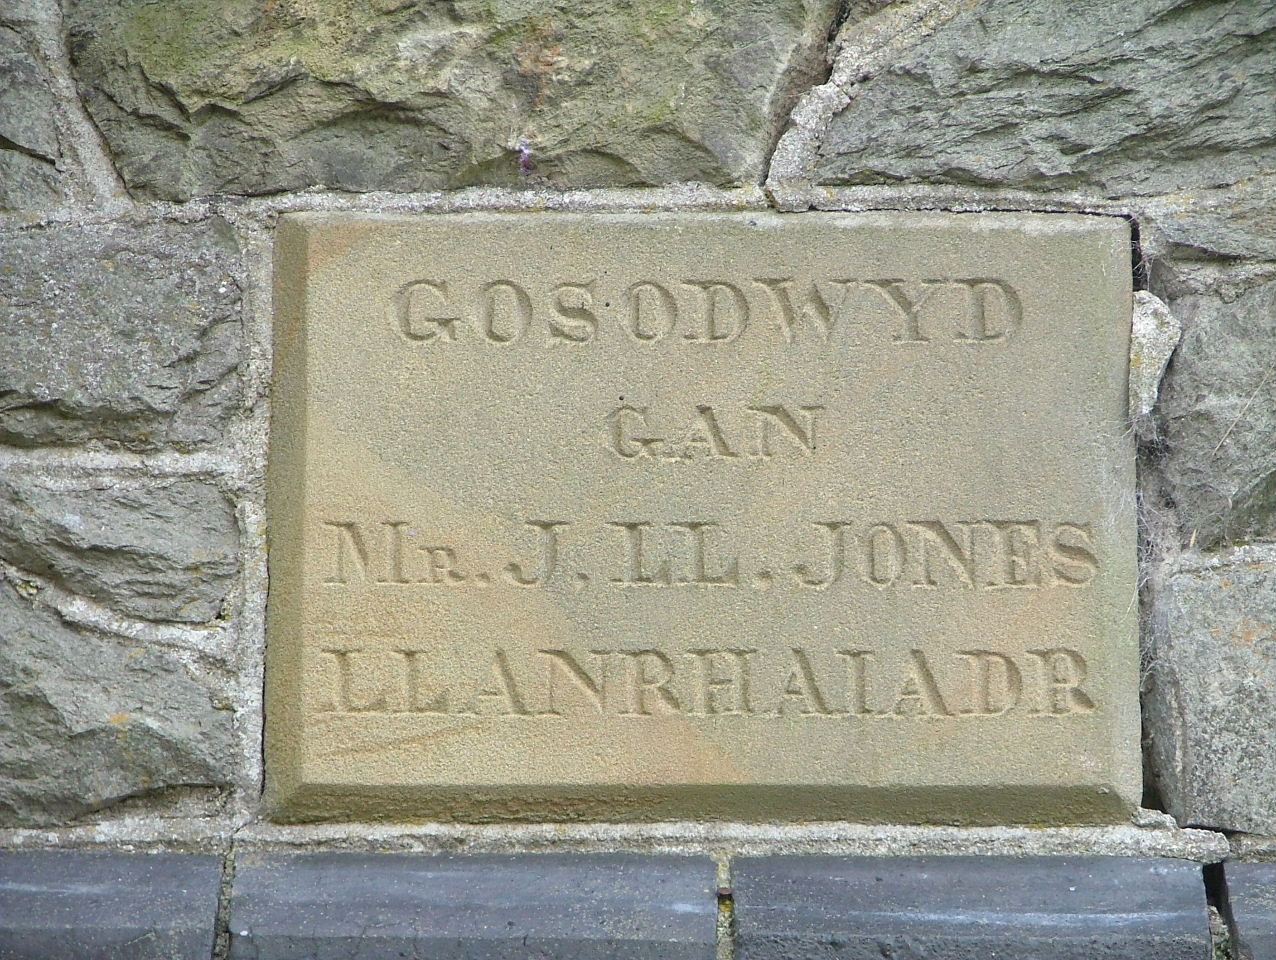 GOSODWYD
GAN
MR. J. LL. JONES
LLANRHAIADR